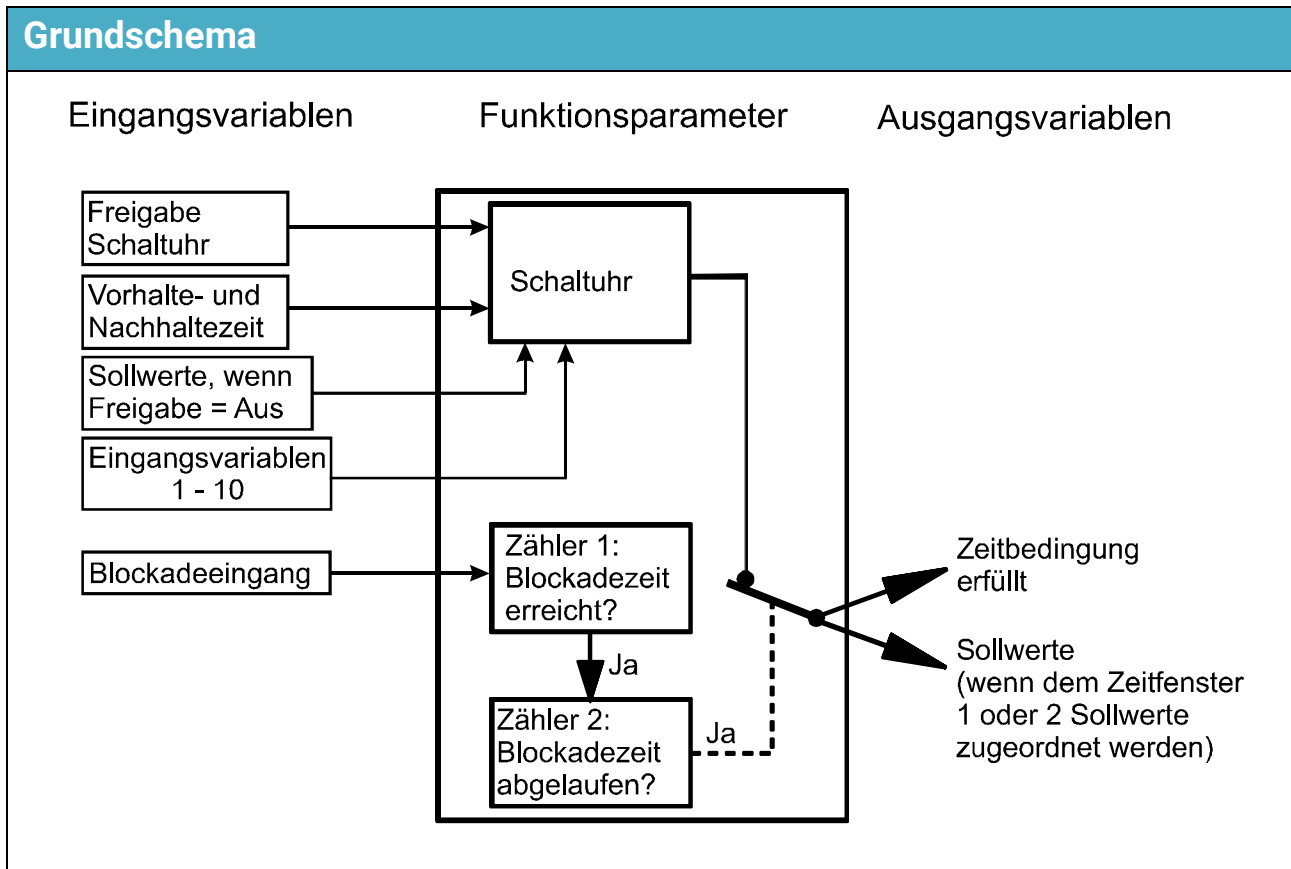 Grundschema
Eingangsvariablen
Funktionsparameter
Ausgangsvariablen
Freigabe
Schaltuhr
Vorhalte- und
Nachhaltezeit
Sollwerte, wenn
Freigabe = Aus
Eingangsvariablen
1 - 10
Blockadeeingang
Schaltuhr
Zähler 1:
Blockadezeit
erreicht?
Ja
Zähler 2:
Blockadezeit
abgelaufen?
Ja
Zeitbedingung
erfüllt
Sollwerte
(wenn dem Zeitfenster
1 oder 2 Sollwerte
zugeordnet werden)